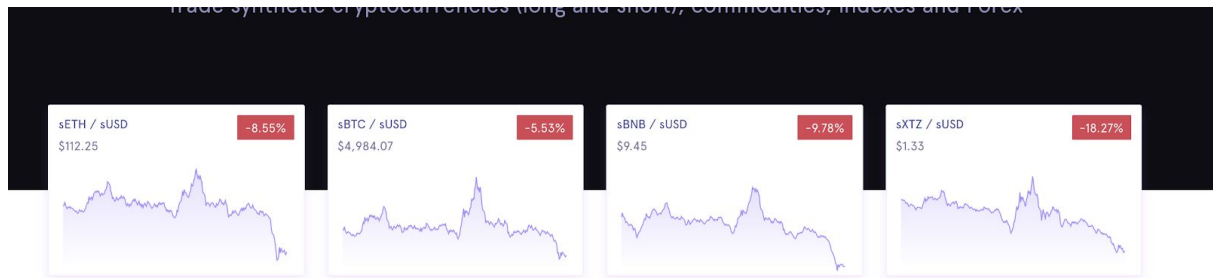 Trade synthetic cryptocurrencies (long and short), commodities, indexes and Forex
sETH / sUSD
-8.55%
$112.25
sBTC / sUSD
-5.53%
$4,984.07
sBNB / sUSD
-9.78%
$9.45
sXTZ / sUSD
-18.27%
$1.33